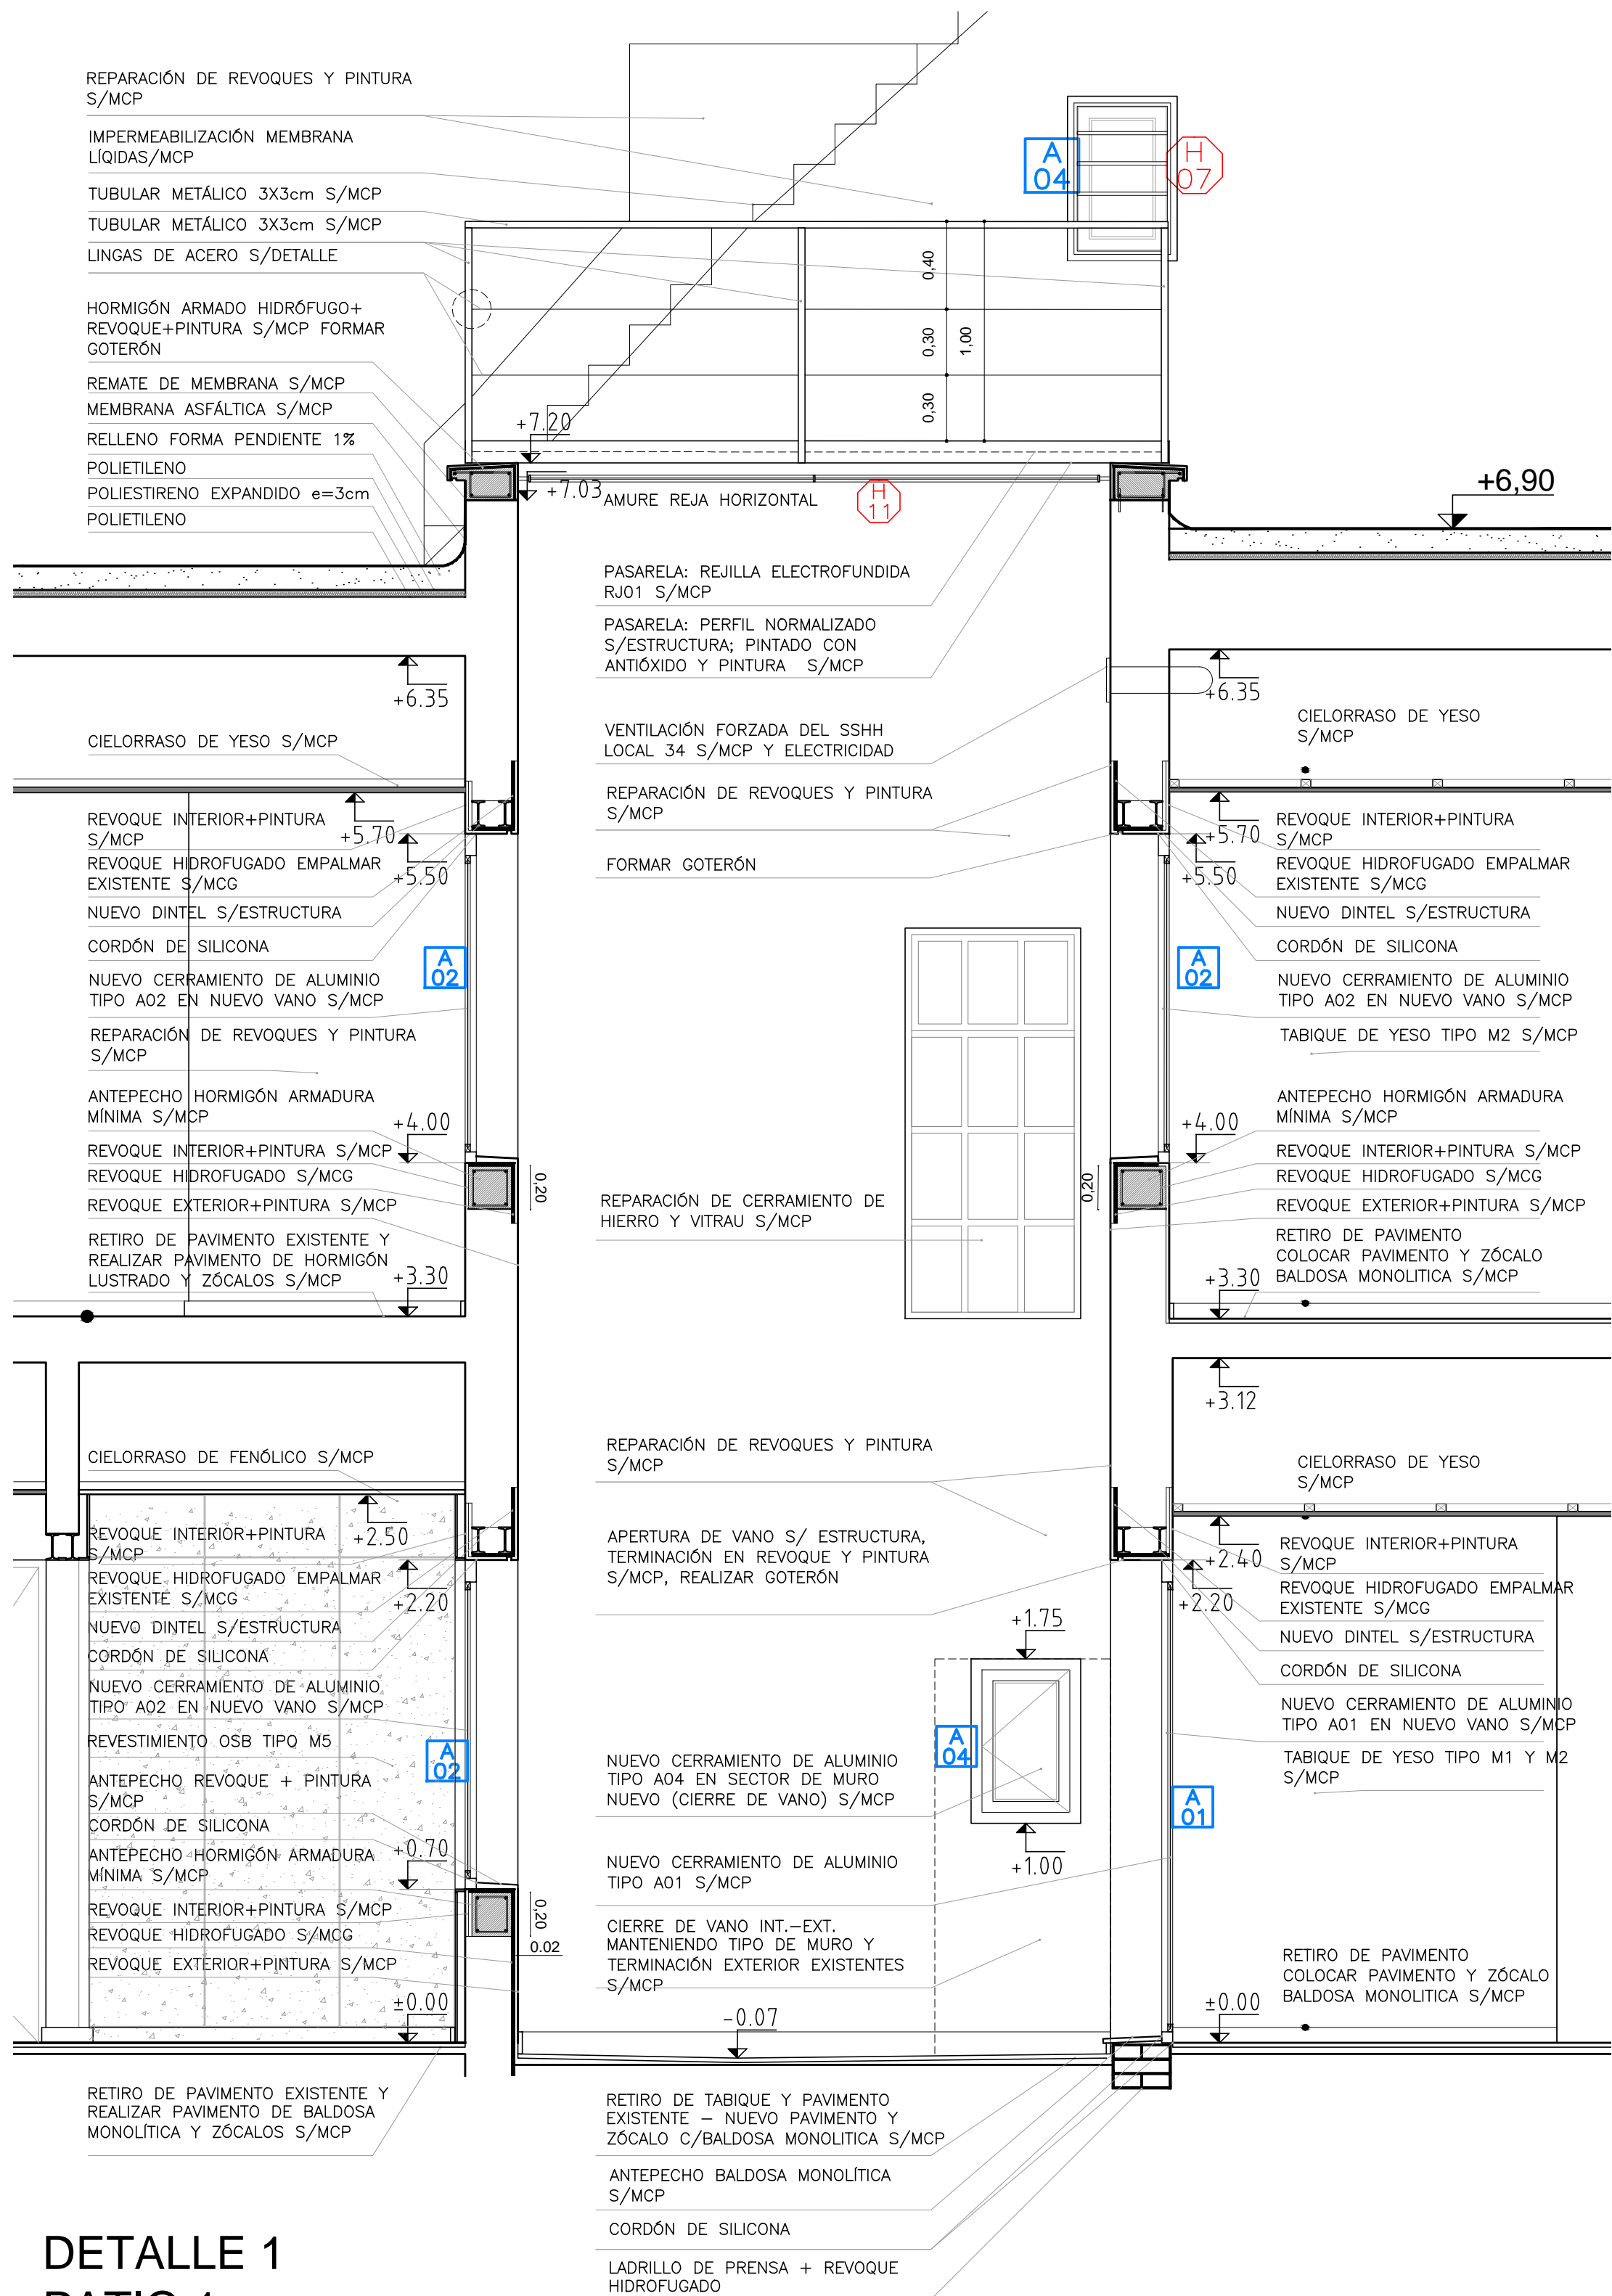 REPARACIÓN DE REVOQUES Y PINTURA
S/MCP
IMPERMEABILIZACIÓN MEMBRANA
LÍQIDAS/MCP
TUBULAR METÁLICO 3X3cm S/MCP
TUBULAR METÁLICO 3X3cm S/MCP
LINGAS DE ACERO S/DETALLE
HORMIGÓN ARMADO HIDRÓFUGO+
REVOQUE+PINTURA S/MCP FORMAR
GOTERÓN
REMATE DE MEMBRANA S/MCP
MEMBRANA ASFÁLTICA S/MCP
RELLENO FORMA PENDIENTE 1%
POLIETILENO
POLIESTIRENO EXPANDIDO e=3cm
POLIETILENO
A
04
H
07
0,40
0,30
1,00
0,30
+7.20
+7.03
AMURE REJA HORIZONTAL
H
11
+6,90
PASARELA: REJILLA ELECTROFUNDIDA
RJ01 S/MCP
PASARELA: PERFIL NORMALIZADO
S/ESTRUCTURA; PINTADO CON
ANTIÓXIDO Y PINTURA S/MCP
+6.35
+6.35
CIELORRASO DE YESO S/MCP
VENTILACIÓN FORZADA DEL SSHH
LOCAL 34 S/MCP Y ELECTRICIDAD
CIELORRASO DE YESO
S/MCP
REPARACIÓN DE REVOQUES Y PINTURA
S/MCP
FORMAR GOTERÓN
REVOQUE INTERIOR+PINTURA
S/MCP
+5.70
REVOQUE HIDROFUGADO EMPALMAR
EXISTENTE S/MCG
+5.50
NUEVO DINTEL S/ESTRUCTURA
CORDÓN DE SILICONA
A
02
NUEVO CERRAMIENTO DE ALUMINIO
TIPO A02 EN NUEVO VANO S/MCP
REPARACIÓN DE REVOQUES Y PINTURA
S/MCP
ANTEPECHO HORMIGÓN ARMADURA
MÍNIMA S/MCP
+4.00
REVOQUE INTERIOR+PINTURA S/MCP
REVOQUE HIDROFUGADO S/MCG
REVOQUE EXTERIOR+PINTURA S/MCP
0,20
RETIRO DE PAVIMENTO EXISTENTE Y
REALIZAR PAVIMENTO DE HORMIGÓN
LUSTRADO Y ZÓCALOS S/MCP
+3.30
REPARACIÓN DE CERRAMIENTO DE
HIERRO Y VITRAU S/MCP
0,20
+5.70
REVOQUE INTERIOR+PINTURA
S/MCP
+5.50
REVOQUE HIDROFUGADO EMPALMAR
EXISTENTE S/MCG
NUEVO DINTEL S/ESTRUCTURA
CORDÓN DE SILICONA
A
02
NUEVO CERRAMIENTO DE ALUMINIO
TIPO A02 EN NUEVO VANO S/MCP
TABIQUE DE YESO TIPO M2 S/MCP
ANTEPECHO HORMIGÓN ARMADURA
MÍNIMA S/MCP
+4.00
REVOQUE INTERIOR+PINTURA S/MCP
REVOQUE HIDROFUGADO S/MCG
REVOQUE EXTERIOR+PINTURA S/MCP
RETIRO DE PAVIMENTO
COLOCAR PAVIMENTO Y ZÓCALO
BALDOSA MONOLITICA S/MCP
+3.30
+3.12
CIELORRASO DE FENÓLICO S/MCP
+2.50
REVOQUE INTERIOR+PINTURA
S/MCP
REVOQUE HIDROFUGADO EMPALMAR
EXISTENTE S/MCG
+2.20
NUEVO DINTEL S/ESTRUCTURA
CORDÓN DE SILICONA
NUEVO CERRAMIENTO DE ALUMINIO
TIPO A02 EN NUEVO VANO S/MCP
REVESTIMIENTO OSB TIPO M5
A
02
ANTEPECHO REVOQUE + PINTURA
S/MCP
CORDÓN DE SILICONA
+0.70
ANTEPECHO HORMIGÓN ARMADURA
MÍNIMA S/MCP
REVOQUE INTERIOR+PINTURA S/MCP
REVOQUE HIDROFUGADO S/MCG
REVOQUE EXTERIOR+PINTURA S/MCP
0,20
0.02
±0.00
RETIRO DE PAVIMENTO EXISTENTE Y
REALIZAR PAVIMENTO DE BALDOSA
MONOLÍTICA Y ZÓCALOS S/MCP
REPARACIÓN DE REVOQUES Y PINTURA
S/MCP
APERTURA DE VANO S/ ESTRUCTURA,
TERMINACIÓN EN REVOQUE Y PINTURA
S/MCP, REALIZAR GOTERÓN
+1.75
A
04
NUEVO CERRAMIENTO DE ALUMINIO
TIPO A04 EN SECTOR DE MURO
NUEVO (CIERRE DE VANO) S/MCP
+1.00
NUEVO CERRAMIENTO DE ALUMINIO
TIPO A01 S/MCP
CIERRE DE VANO INT.-EXT.
MANTENIENDO TIPO DE MURO Y
TERMINACIÓN EXTERIOR EXISTENTES
S/MCP
-0.07
RETIRO DE TABIQUE Y PAVIMENTO
EXISTENTE - NUEVO PAVIMENTO Y
ZÓCALO C/BALDOSA MONOLITICA S/MCP
ANTEPECHO BALDOSA MONOLÍTICA
S/MCP
CORDÓN DE SILICONA
LADRILLO DE PRENSA + REVOQUE
HIDROFUGADO
CIELORRASO DE YESO
S/MCP
+2.40
REVOQUE INTERIOR+PINTURA
S/MCP
+2.20
REVOQUE HIDROFUGADO EMPALMAR
EXISTENTE S/MCG
NUEVO DINTEL S/ESTRUCTURA
CORDÓN DE SILICONA
NUEVO CERRAMIENTO DE ALUMINIO
TIPO A01 EN NUEVO VANO S/MCP
TABIQUE DE YESO TIPO M1 Y M2
S/MCP
A
01
RETIRO DE PAVIMENTO
COLOCAR PAVIMENTO Y ZÓCALO
BALDOSA MONOLITICA S/MCP
±0.00
DETALLE 1